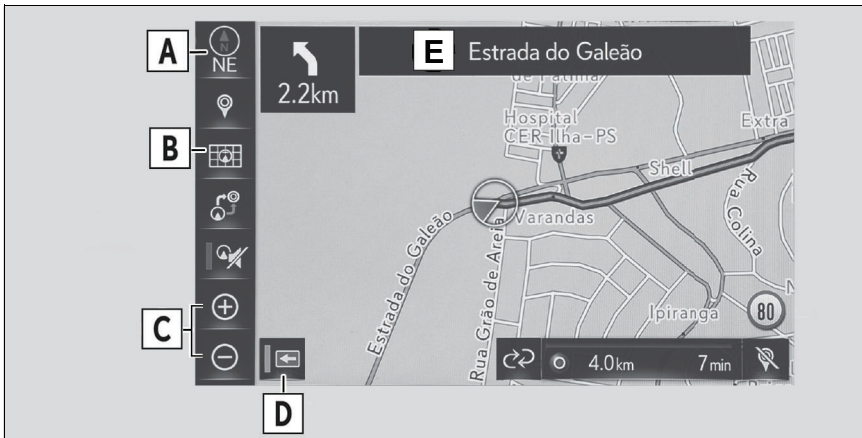 A
N
NE
2.2km
E Estrada do Galeão
de Fátima
Hospital
CER Ilha-PS
Extra
B
Shell
Rua Colina
Varandas
Estrada do Galeão
Rua Grão de Areia
C
Ipiranga
80
4.0km 7min
D